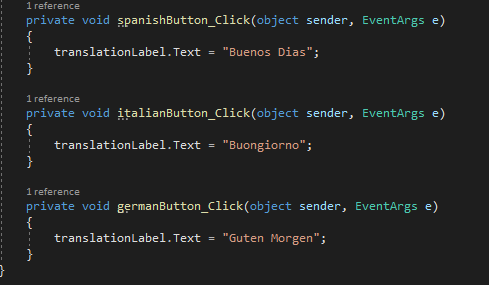 1 reference
private void spanishButton_Click(object sender, EventArgs e)
{
translationLabel.Text = "Buenos Dias";
}
1 reference
private void italianButton_Click(object sender, EventArgs e)
{
translationLabel.Text = "Buongiorno";
}
1 reference
private void germanButton_Click(object sender, EventArgs e)
{
translationLabel.Text = "Guten Morgen";
}
}